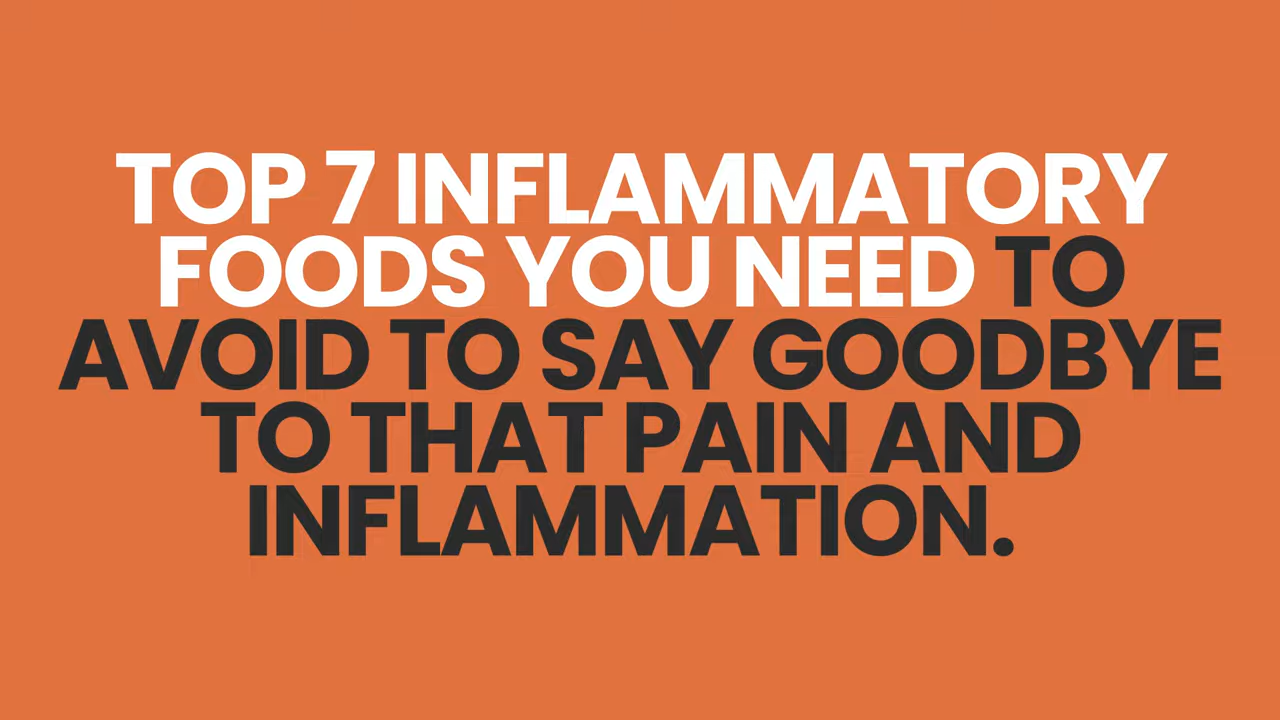 TOP 7 INFLAMMATORY
FOODS YOU NEED TO
AVOID TO SAY GOODBYE
TO THAT PAIN AND
INFLAMMATION.